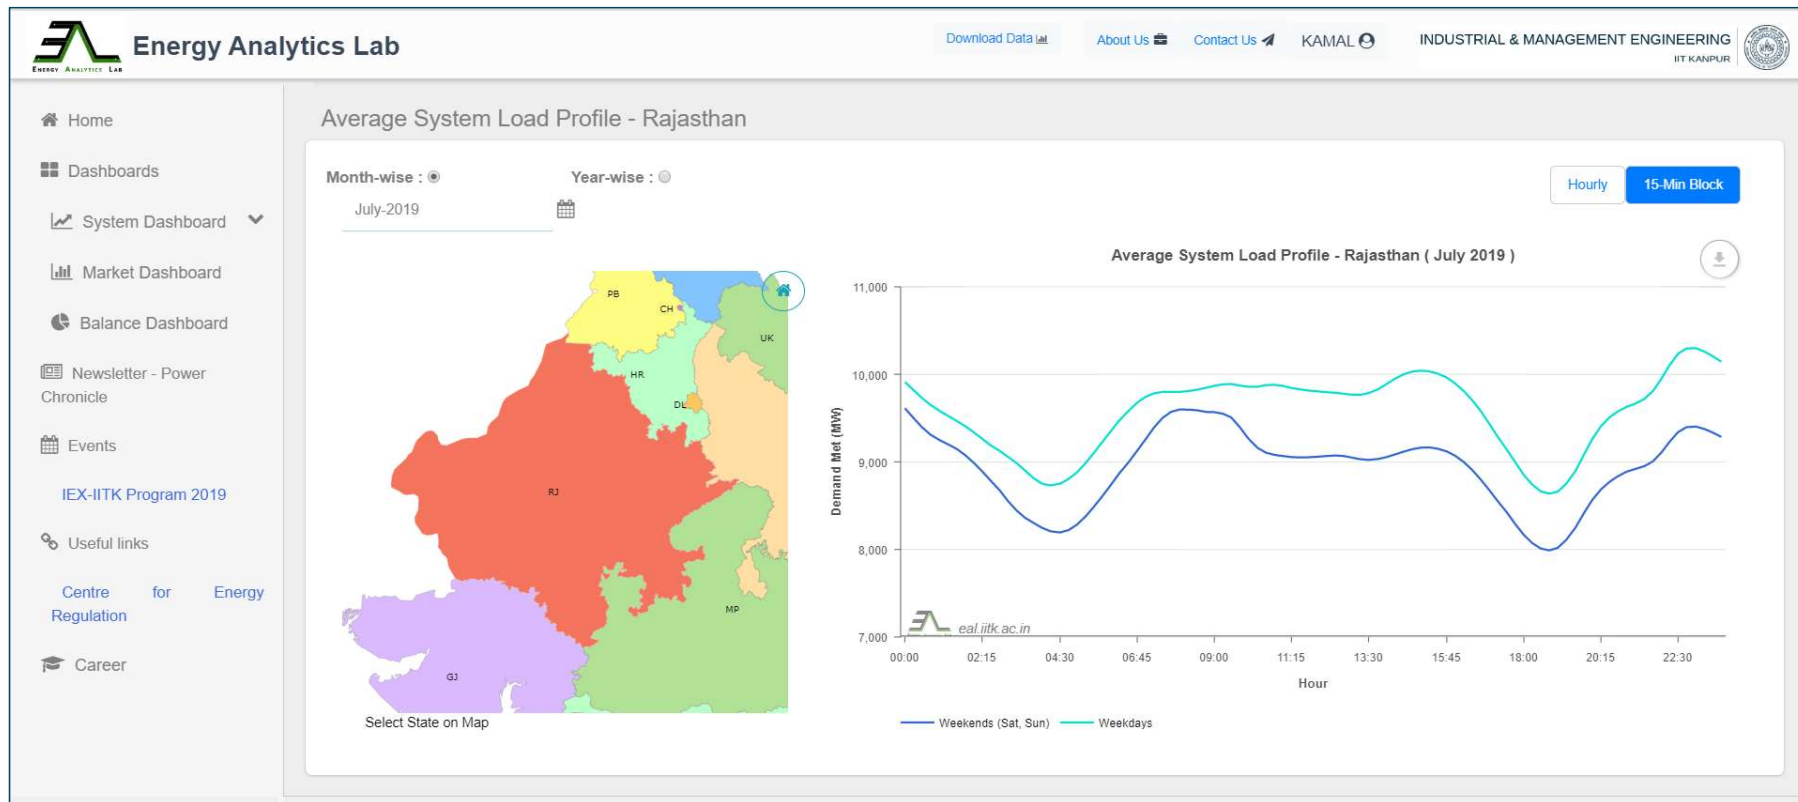 ENERGY ANALYTICS LAB
Energy Analytics Lab
Download Data
About Us
Contact Us
KAMAL
INDUSTRIAL & MANAGEMENT ENGINEERING
IIT KANPUR
Home
Dashboards
System Dashboard
Market Dashboard
Balance Dashboard
Newsletter - Power
Chronicle
Events
IEX-IITK Program 2019
Useful links
Centre for Energy
Regulation
Career
Average System Load Profile - Rajasthan
Month-wise :
Year-wise :
July-2019
Hourly
15-Min Block
PB
CH
UK
HR
DL
RJ
MP
GJ
Select State on Map
Average System Load Profile - Rajasthan ( July 2019 )
Demand Met (MW)
11,000
10,000
9,000
8,000
7,000
eal.iitk.ac.in
00:00 02:15 04:30 06:45 09:00 11:15 13:30 15:45 18:00 20:15 22:30
Hour
Weekends (Sat, Sun) Weekdays